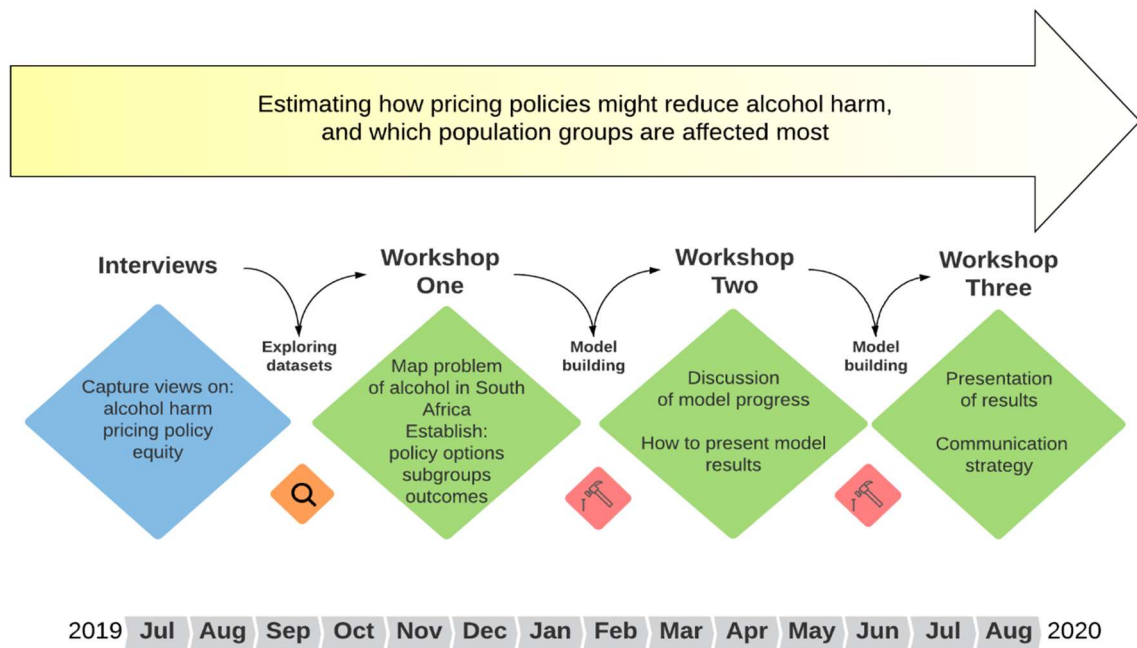 Estimating how pricing policies might reduce alcohol harm,
and which population groups are affected most
Interviews
Exploring
datasets
Workshop
One
Model
building
Workshop
Two
Model
building
Workshop
Three
Capture views on:
alcohol harm
pricing policy
equity
Map problem
of alcohol in South
Africa
Establish:
policy options
subgroups
outcomes
Discussion
of model progress
How to present model
results
Presentation
of results
Communication
strategy
2019 Jul Aug Sep Oct Nov Dec Jan Feb Mar Apr May Jun Jul Aug 2020